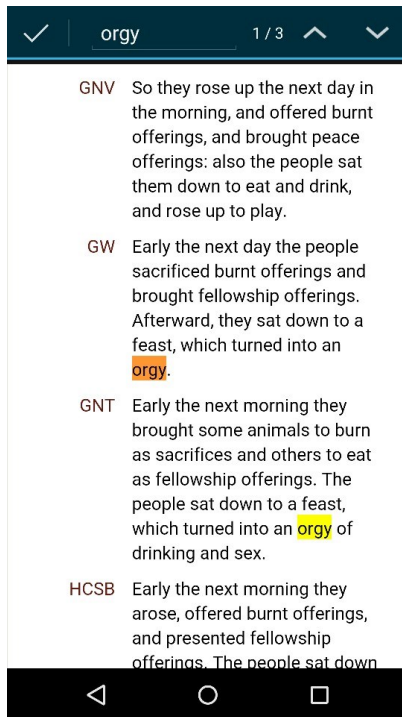 orgy 1 / 3
GNV So they rose up the next day in
the morning, and offered burnt
offerings, and brought peace
offerings: also the people sat
them down to eat and drink,
and rose up to play.
GW Early the next day the people
sacrificed burnt offerings and
brought fellowship offerings.
Afterward, they sat down to a
feast, which turned into an
orgy.
GNT Early the next morning they
brought some animals to burn
as sacrifices and others to eat
as fellowship offerings. The
people sat down to a feast,
which turned into an orgy of
drinking and sex.
HCSB Early the next morning they
arose, offered burnt offerings,
and presented fellowship
offerings. The people sat down